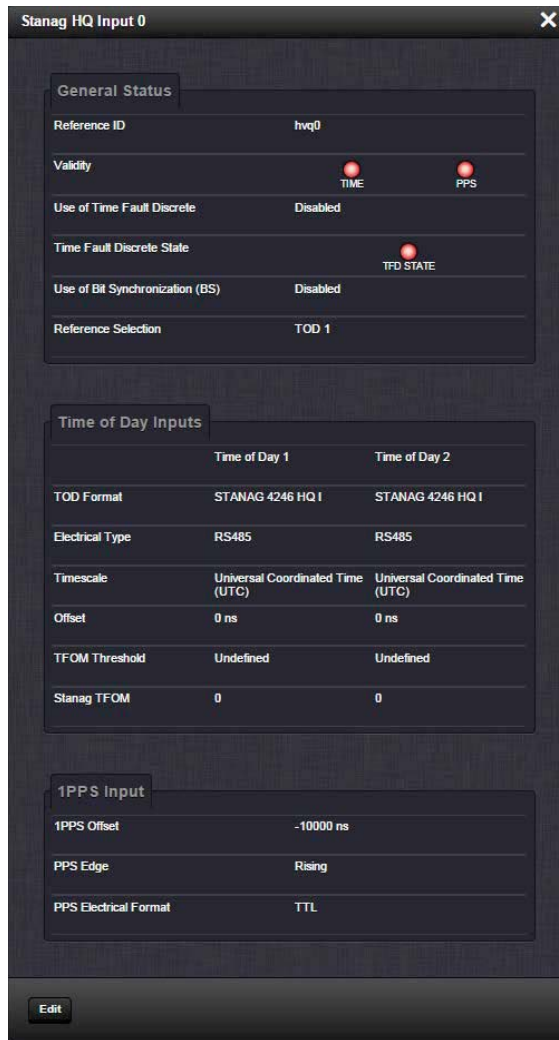 Stanag HQ Input 0
General Status
Reference ID hvq0
Validity TIME PPS
Use of Time Fault Discrete Disabled
Time Fault Discrete State TFD STATE
Use of Bit Synchronization (BS) Disabled
Reference Selection TOD 1
Time of Day Inputs
Time of Day 1 Time of Day 2
TOD Format STANAG 4246 HQ I STANAG 4246 HQ I
Electrical Type RS485 RS485
Timescale Universal Coordinated Time Universal Coordinated Time
(UTC) (UTC)
Offset 0 ns 0 ns
TFOM Threshold Undefined Undefined
Stanag TFOM 0 0
1PPS Input
1PPS Offset -10000 ns
PPS Edge Rising
PPS Electrical Format TTL
Edit